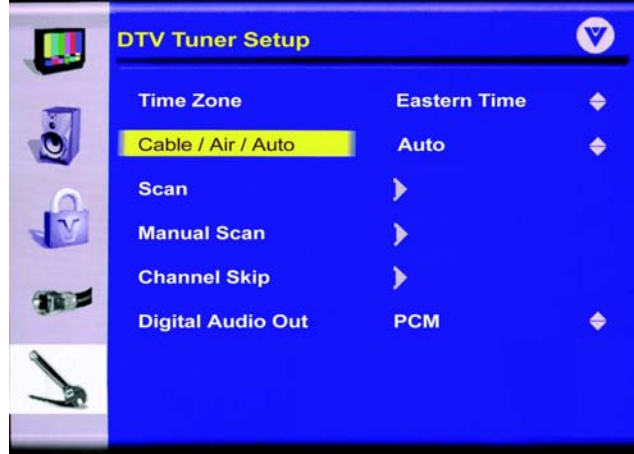 DTV Tuner Setup
Time Zone Eastern Time
Cable / Air / Auto Auto
Scan
Manual Scan
Channel Skip
Digital Audio Out PCM